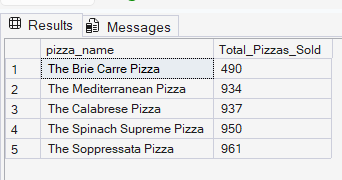 Results Messages
pizza_name Total_Pizzas_Sold
1 The Brie Carre Pizza 490
2 The Mediterranean Pizza 934
3 The Calabrese Pizza 937
4 The Spinach Supreme Pizza 950
5 The Soppressata Pizza 961